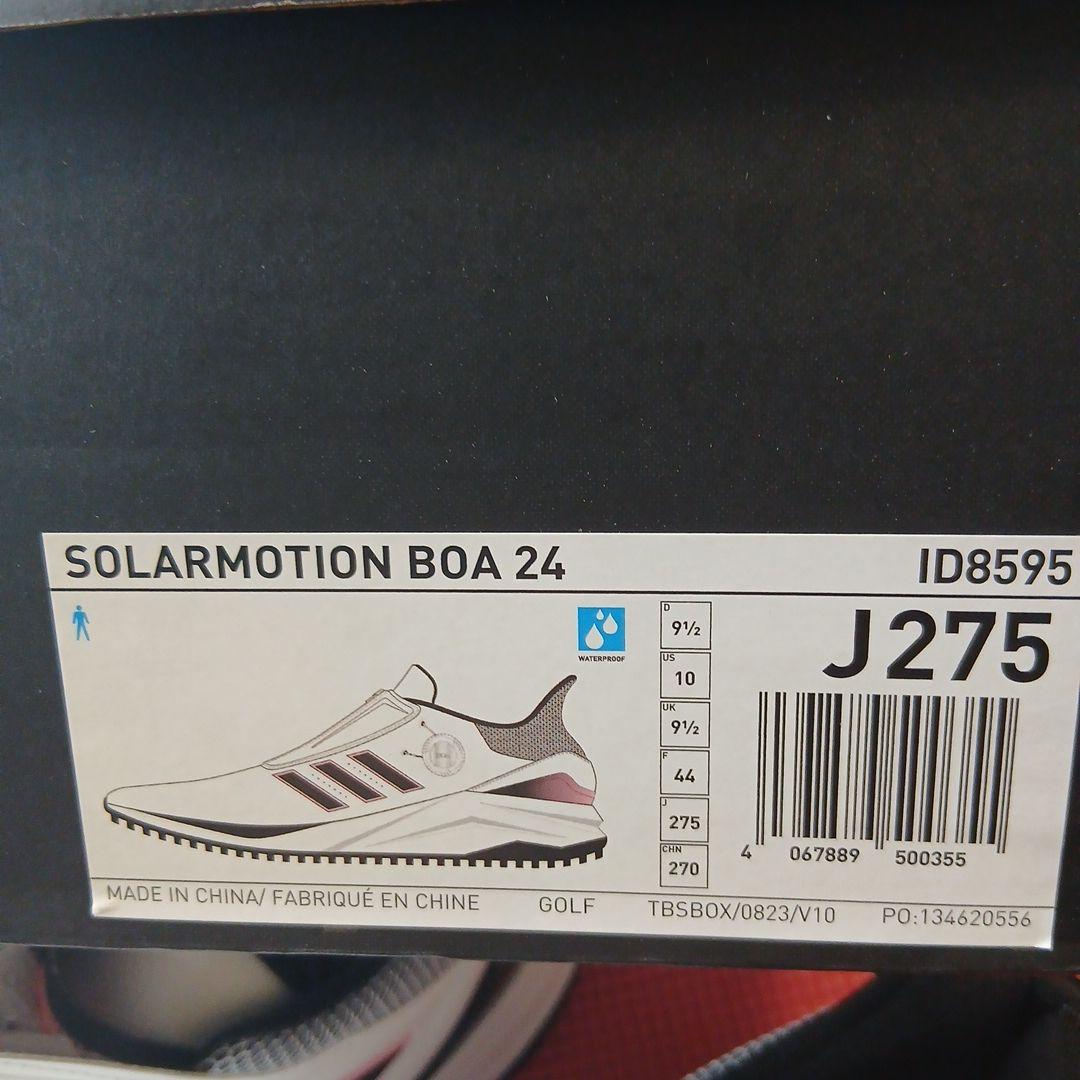 SOLARMOTION BOA 24 ID8595
WATERPROOF
D 9½
US 10
UK 9½
F 44
J 275
CHN 270
J 275
4 067889 500355
MADE IN CHINA/ FABRIQUÉ EN CHINE GOLF TBSBOX/0823/V10 PO:134620556